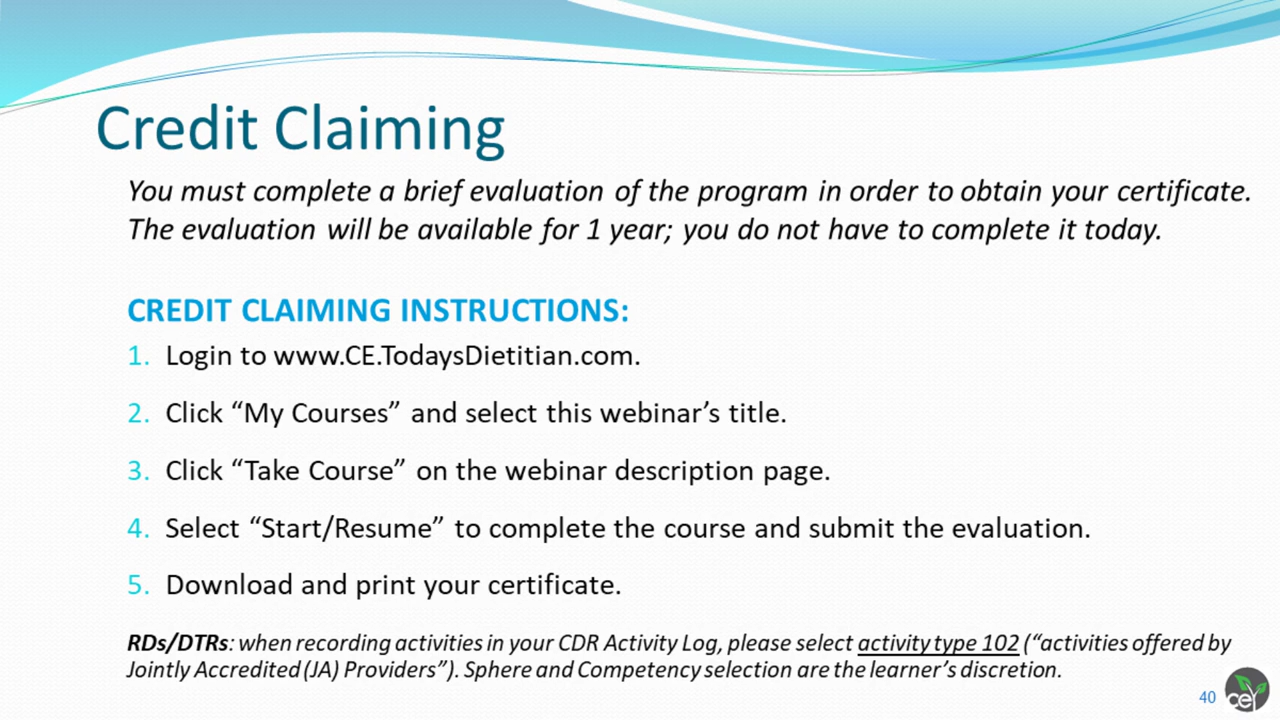 Credit Claiming
You must complete a brief evaluation of the program in order to obtain your certificate.
The evaluation will be available for 1 year; you do not have to complete it today.
CREDIT CLAIMING INSTRUCTIONS:
1. Login to www.CE.TodaysDietitian.com.
2. Click “My Courses” and select this webinar’s title.
3. Click “Take Course” on the webinar description page.
4. Select “Start/Resume” to complete the course and submit the evaluation.
5. Download and print your certificate.
RDs/DTRs: when recording activities in your CDR Activity Log, please select activity type 102 (“activities offered by
Jointly Accredited (JA) Providers”). Sphere and Competency selection are the learner’s discretion.
40
ce